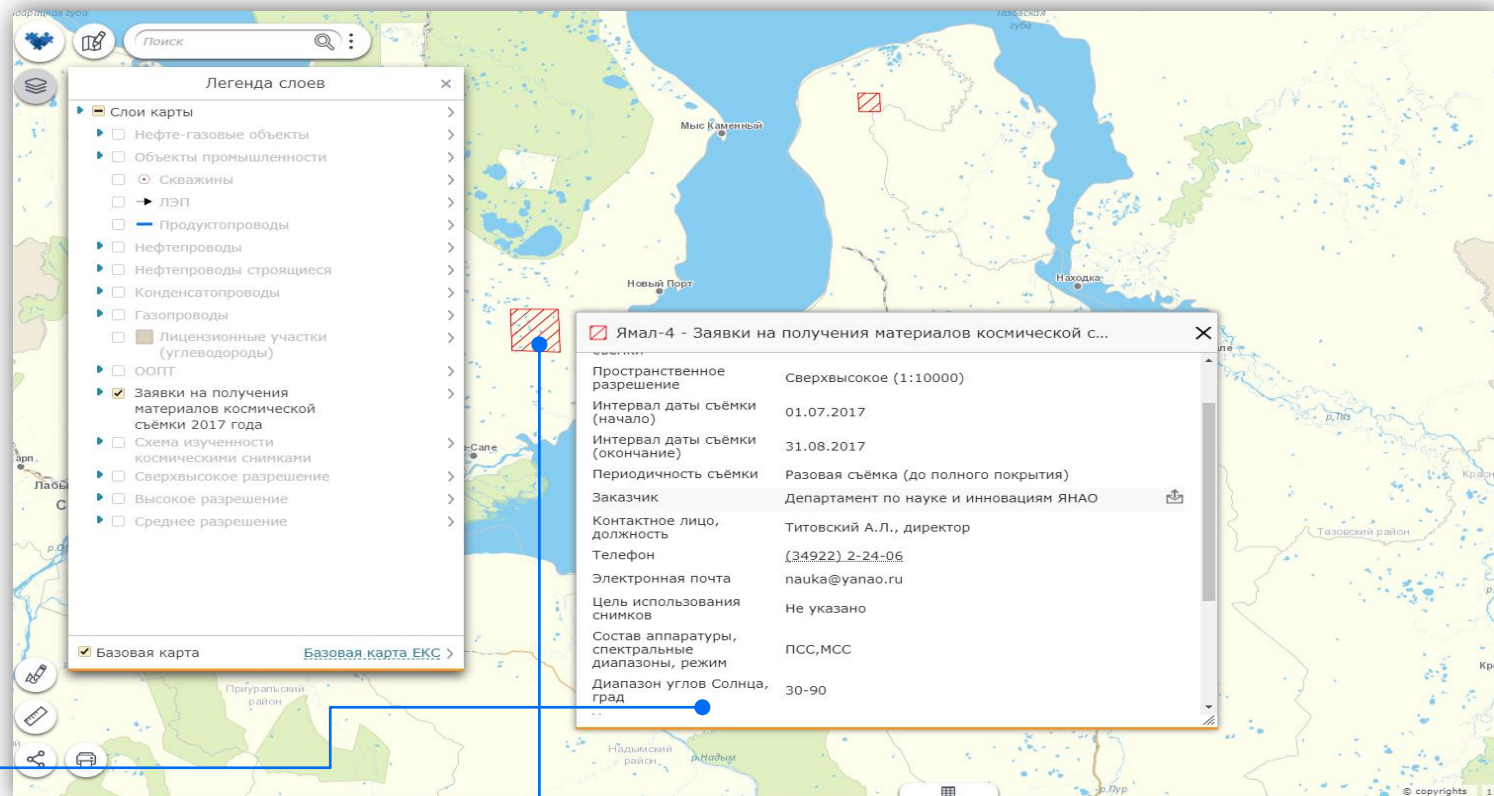 Тазовская
губа
Поиск
Легенда слоев
Слои карты
Нефте-газовые объекты
Объекты промышленности
Скважины
ЛЭП
Продуктопроводы
Нефтепроводы
Нефтепроводы строящиеся
Конденсатопроводы
Газопроводы
Лицензионные участки
(углеводороды)
ООПТ
Заявки на получения
материалов космической
съёмки 2017 года
Схема изученности
космическими снимками
Сверхвысокое разрешение
Высокое разрешение
Среднее разрешение
Базовая карта
Базовая карта ЕКС
Мыс Каменный
Новый Порт
Находка
Ямал-4 - Заявки на получения материалов космической с...
Пространственное
разрешение
Сверхвысокое (1:10000)
Интервал даты съёмки
(начало)
01.07.2017
Интервал даты съёмки
(окончание)
31.08.2017
Периодичность съёмки
Разовая съёмка (до полного покрытия)
Заказчик
Департамент по науке и инновациям ЯНАО
Контактное лицо,
должность
Титовский А.Л., директор
Телефон
(34922) 2-24-06
Электронная почта
nauka@yanao.ru
Цель использования
снимков
Не указано
Состав аппаратуры,
спектральные
диапазоны, режим
ПСС,МСС
Диапазон углов Солнца,
град
30-90
р.Таз
Тазовский район
Приуральский
район
Надымский
район
р.Надым
р.Пур
© copyrights